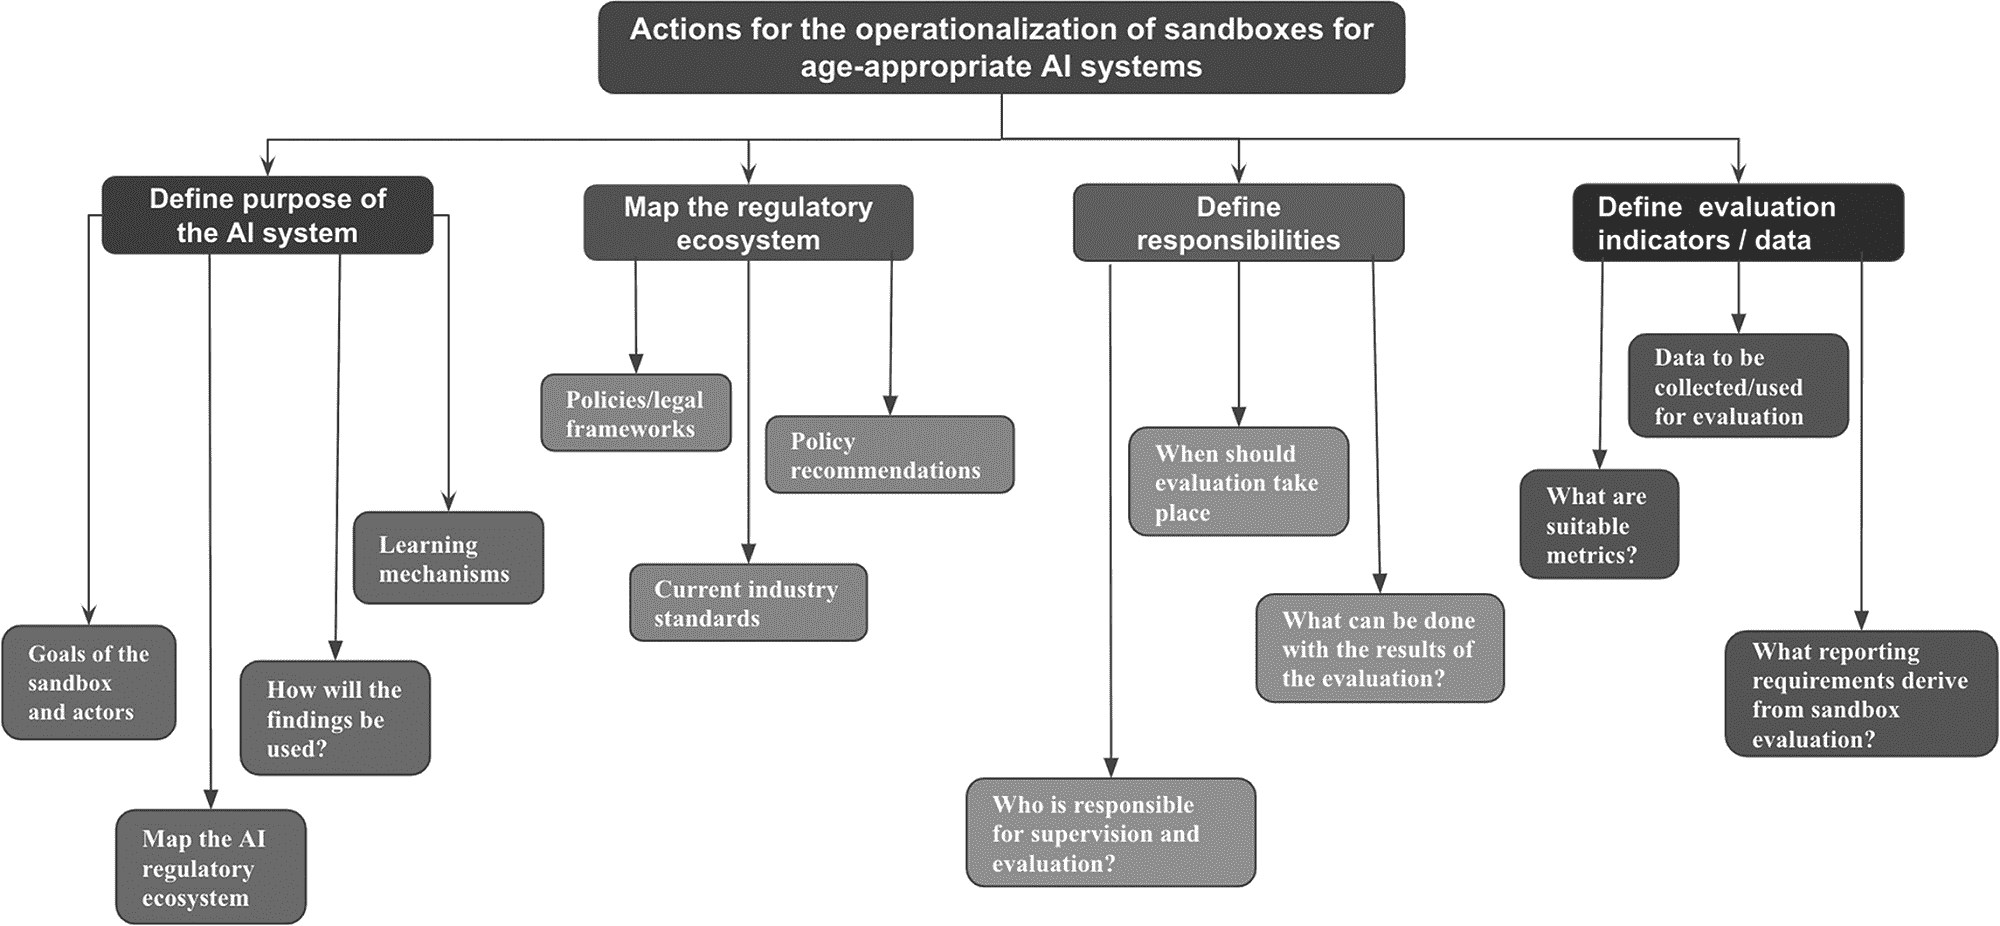 Actions for the operationalization of sandboxes for
age-appropriate AI systems
Define purpose of
the AI system
Map the regulatory
ecosystem
Define
responsibilities
Define evaluation
indicators / data
Goals of the
sandbox
and actors
Map the AI
regulatory
ecosystem
How will the
findings be
used?
Learning
mechanisms
Policies/legal
frameworks
Current industry
standards
Policy
recommendations
Who is responsible
for supervision and
evaluation?
When should
evaluation take
place
What can be done
with the results of
the evaluation?
What are
suitable
metrics?
Data to be
collected/used
for evaluation
What reporting
requirements derive
from sandbox
evaluation?